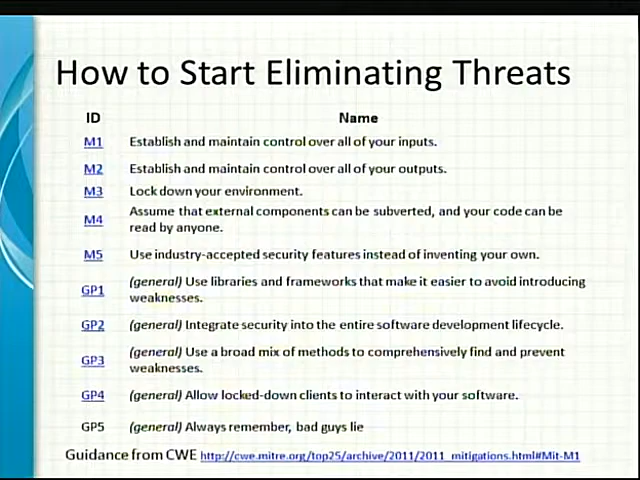 How to Start Eliminating Threats
ID Name
M1 Establish and maintain control over all of your inputs.
M2 Establish and maintain control over all of your outputs.
M3 Lock down your environment.
M4 Assume that external components can be subverted, and your code can be
read by anyone.
M5 Use industry-accepted security features instead of inventing your own.
GP1 (general) Use libraries and frameworks that make it easier to avoid introducing
weaknesses.
GP2 (general) Integrate security into the entire software development lifecycle.
GP3 (general) Use a broad mix of methods to comprehensively find and prevent
weaknesses.
GP4 (general) Allow locked-down clients to interact with your software.
GP5 (general) Always remember, bad guys lie
Guidance from CWE http://cwe.mitre.org/top25/archive/2011/2011_mitigations.html#Mit-M1